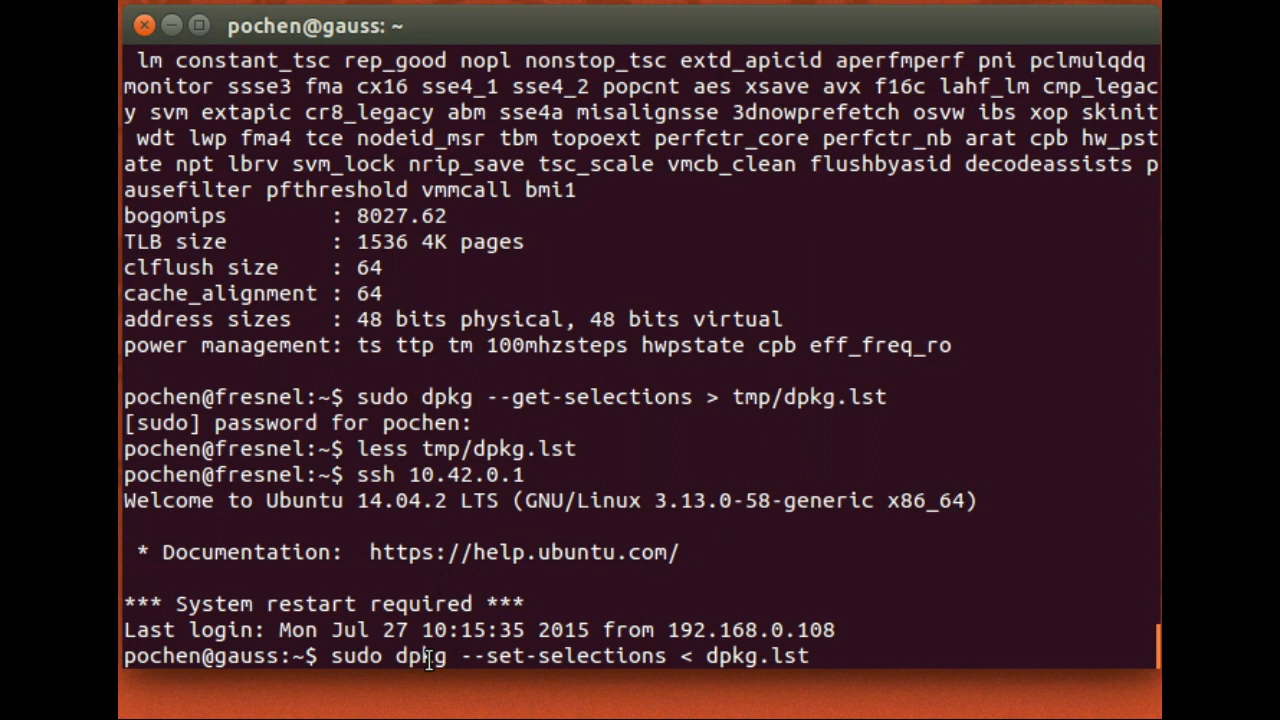 pochen@gauss: ~
lm constant_tsc rep_good nopl nonstop_tsc extd_apicid aperfmperf pni pclmulqdq
monitor ssse3 fma cx16 sse4_1 sse4_2 popcnt aes xsave avx f16c lahf_lm cmp_legac
y svm extapic cr8_legacy abm sse4a misalignsse 3dnowprefetch osvw ibs xop skinit
wdt lwp fma4 tce nodeid_msr tbm topoext perfctr_core perfctr_nb arat cpb hw_pst
ate npt lbrv svm_lock nrip_save tsc_scale vmcb_clean flushbyasid decodeassists p
ausefilter pfthreshold vmmcall bmi1
bogomips : 8027.62
TLB size : 1536 4K pages
clflush size : 64
cache_alignment : 64
address sizes : 48 bits physical, 48 bits virtual
power management: ts ttp tm 100mhzsteps hwpstate cpb eff_freq_ro
pochen@fresnel:~$ sudo dpkg --get-selections > tmp/dpkg.lst
[sudo] password for pochen:
pochen@fresnel:~$ less tmp/dpkg.lst
pochen@fresnel:~$ ssh 10.42.0.1
Welcome to Ubuntu 14.04.2 LTS (GNU/Linux 3.13.0-58-generic x86_64)
* Documentation: https://help.ubuntu.com/
*** System restart required ***
Last login: Mon Jul 27 10:15:35 2015 from 192.168.0.108
pochen@gauss:~$ sudo dpkg --set-selections < dpkg.lst